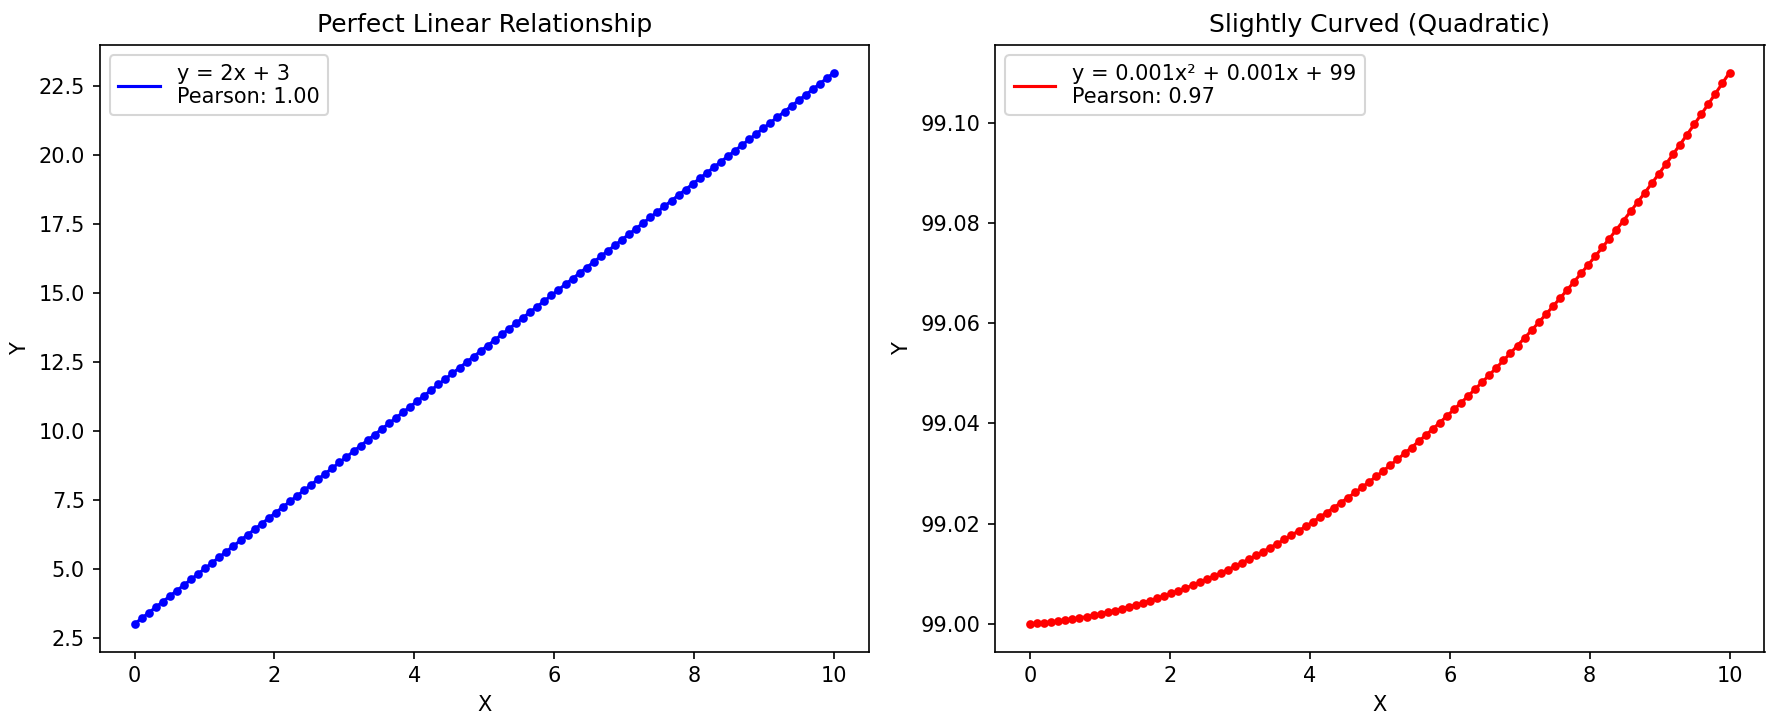 Perfect Linear Relationship
y = 2x + 3
Pearson: 1.00
22.5
20.0
17.5
15.0
12.5
10.0
7.5
5.0
2.5
Y
0 2 4 6 8 10
X
Slightly Curved (Quadratic)
y = 0.001x² + 0.001x + 99
Pearson: 0.97
99.10
99.08
99.06
99.04
99.02
99.00
Y
0 2 4 6 8 10
X